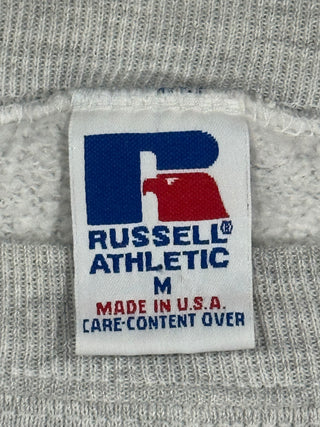 R
RUSSELL®
ATHLETIC
M
MADE IN U.S.A.
CARE-CONTENT OVER